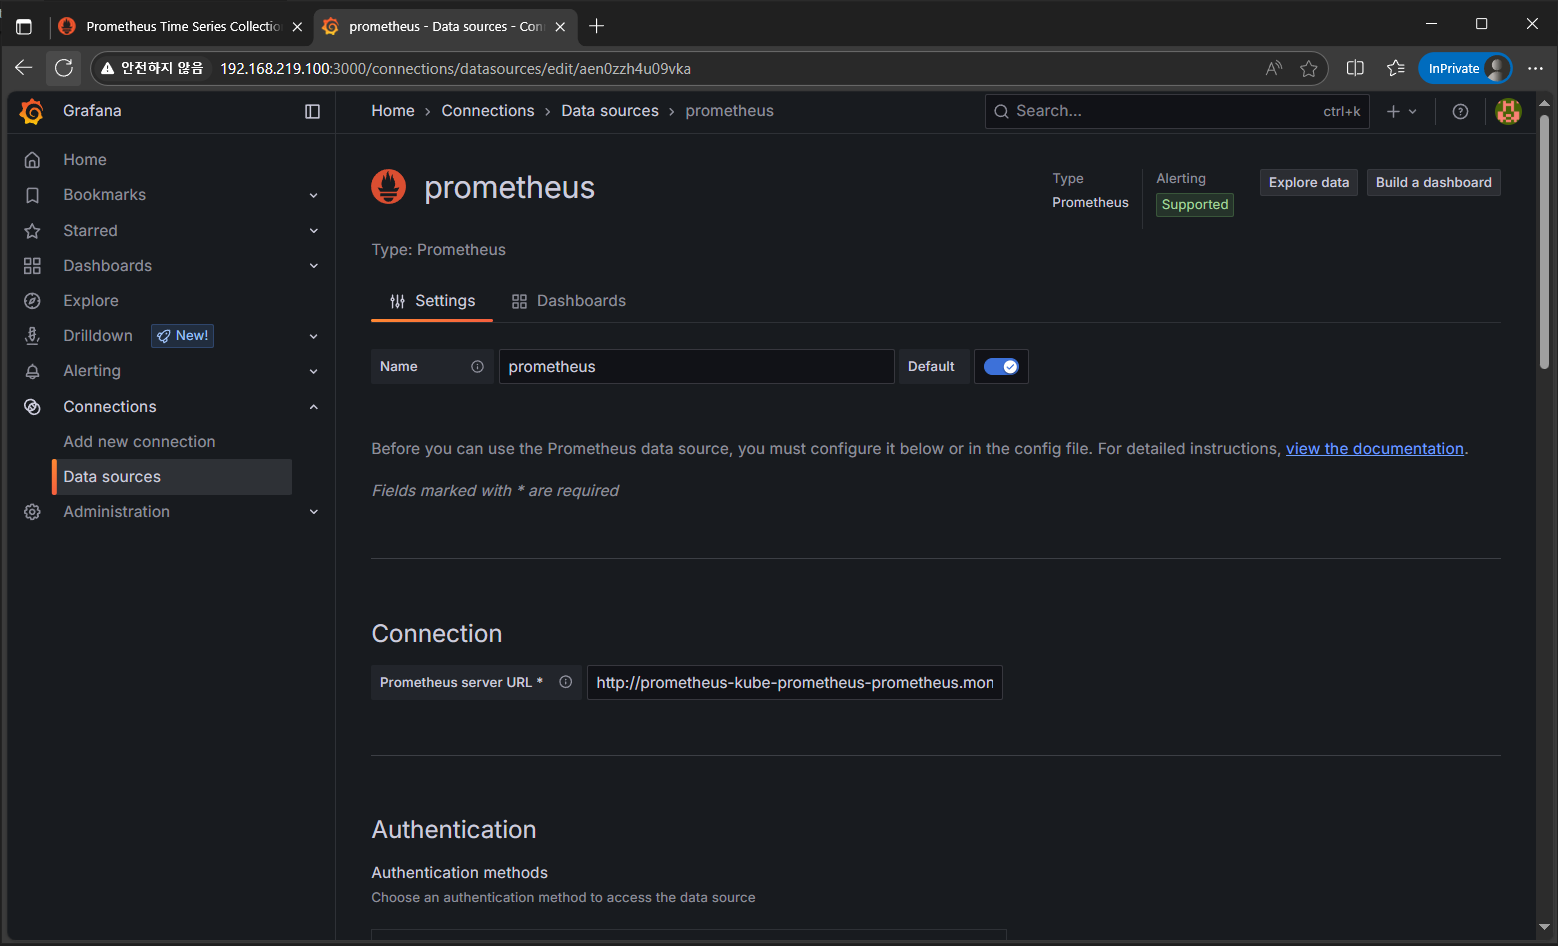 Prometheus Time Series Collectio
prometheus - Data sources - Con
안전하지 않음 192.168.219.100:3000/connections/datasources/edit/aen0zzh4u09vka
InPrivate
Grafana
Home › Connections › Data sources › prometheus
Search... ctrl+k
Home
Bookmarks
Starred
Dashboards
Explore
Drilldown New!
Alerting
Connections
Add new connection
Data sources
Administration
prometheus
Type
Prometheus
Alerting
Supported
Explore data
Build a dashboard
Type: Prometheus
Settings
Dashboards
Name prometheus Default
Before you can use the Prometheus data source, you must configure it below or in the config file. For detailed instructions, view the documentation.
Fields marked with * are required
Connection
Prometheus server URL * http://prometheus-kube-prometheus-prometheus.mon
Authentication
Authentication methods
Choose an authentication method to access the data source